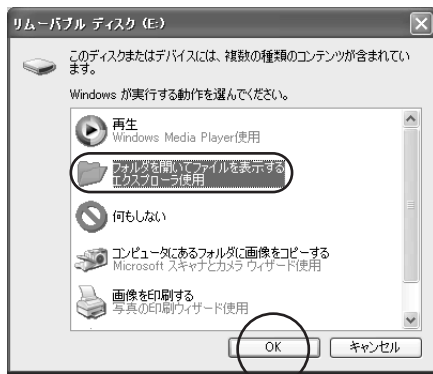 リムーバブル ディスク (E:)
このディスクまたはデバイスには、複数の種類のコンテンツが含まれてい
ます。
Windows が実行する動作を選んでください。
再生
Windows Media Player使用
フォルダを開いてファイルを表示する
エクスプローラ使用
何もしない
コンピュータにあるフォルダに画像をコピーする
Microsoft スキャナとカメラ ウィザード使用
画像を印刷する
写真の印刷ウィザード使用
OK
キャンセル